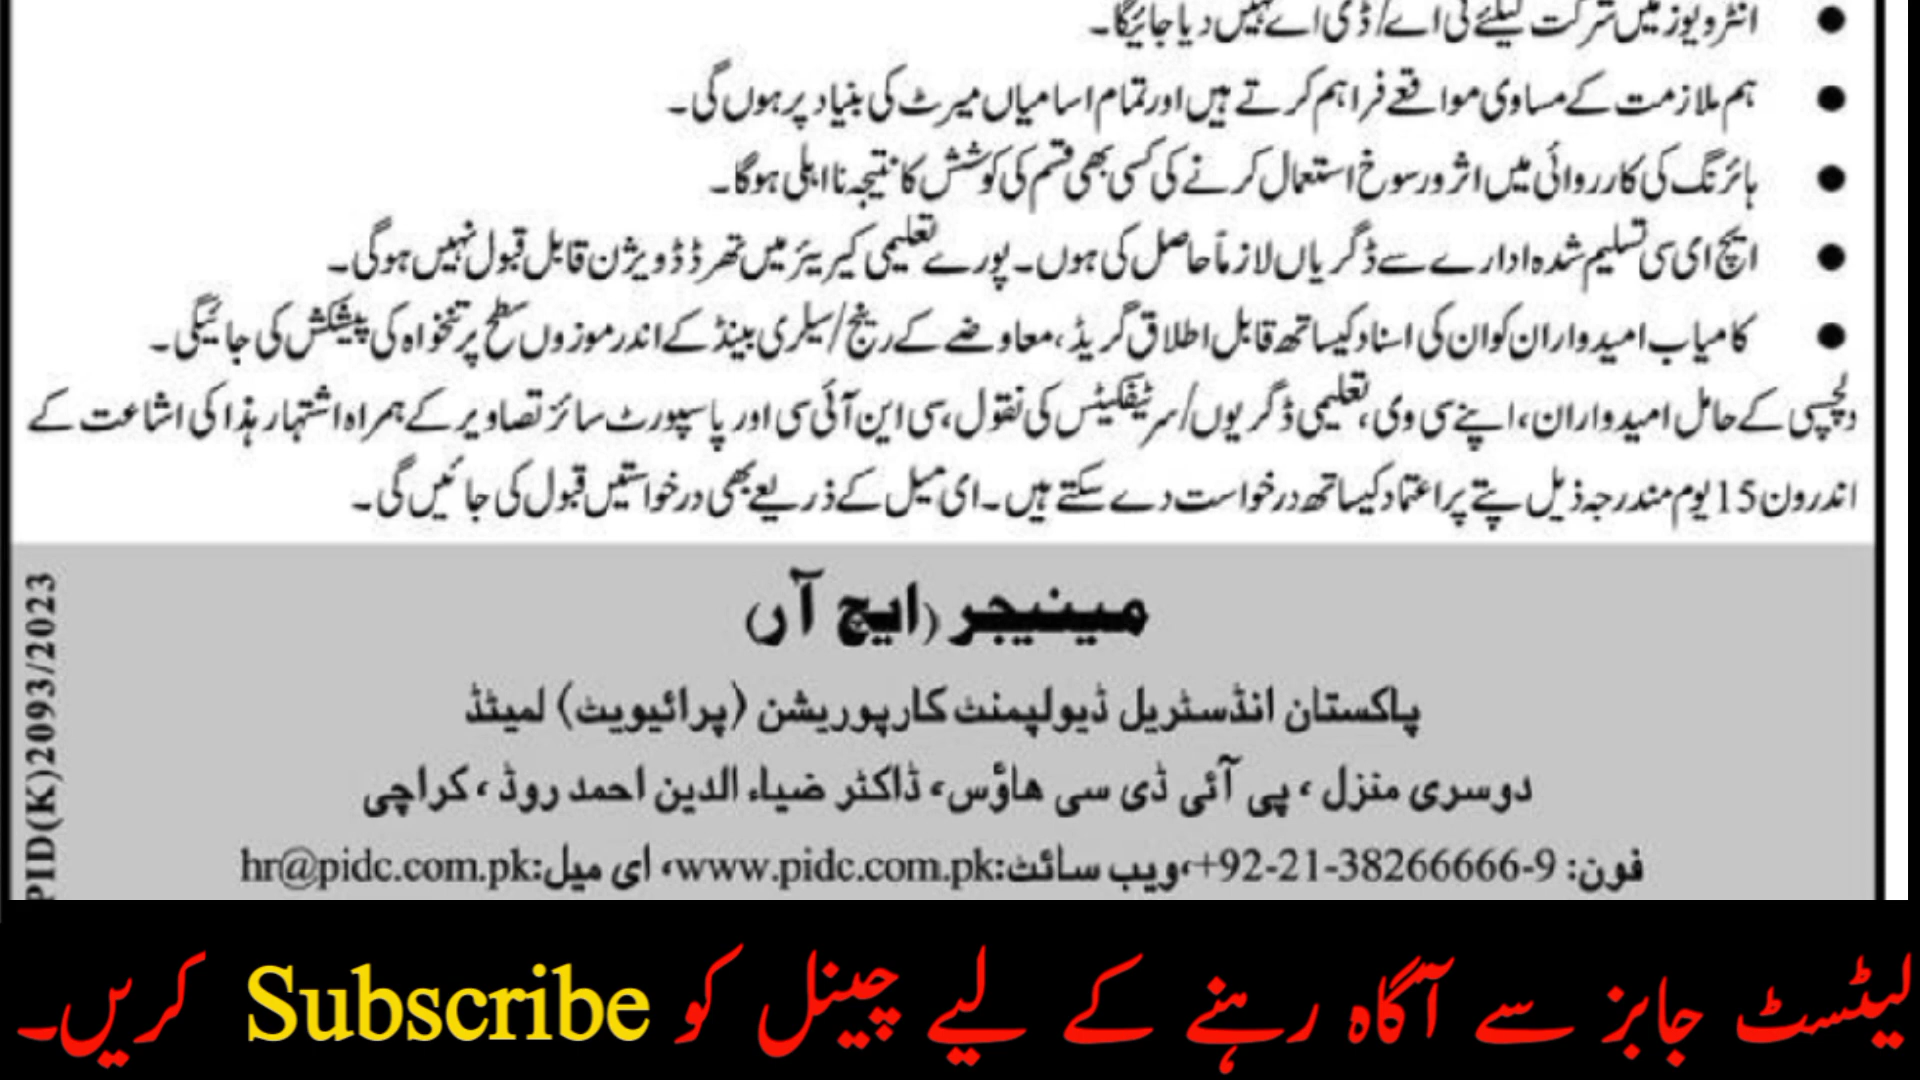 ● انٹرویوز میں شرکت کیلئے ٹی اے/ڈی اے نہیں دیا جائیگا۔
● ہم ملازمت کے مساوی مواقعے فراہم کرتے ہیں اور تمام اسامیاں میرٹ کی بنیاد پر ہوں گی۔
● ہائرنگ کی کارروائی میں اثر ورسوخ استعمال کرنے کی کسی بھی قسم کی کوشش کا نتیجہ نا اہلی ہوگا۔
● ایچ ای سی تسلیم شدہ ادارے سے ڈگریاں لازماً حاصل کی ہوں۔ پورے تعلیمی کیریئر میں تھرڈ ڈویژن قابل قبول نہیں ہوگی۔
● کامیاب امیدواران کو ان کی اسناد کیساتھ قابل اطلاق گریڈ، معاوضے کے رینج/سیلری بینڈ کے اندر موزوں سطح پر تنخواہ کی پیشکش کی جائیگی۔
دلچسپی کے حامل امیدواران، اپنے سی وی، تعلیمی ڈگریوں/سرٹیفکیٹس کی نقول، سی این آئی سی اور پاسپورٹ سائز تصاویر کے ہمراہ اشتہار ہذا کی اشاعت کے
اندرون 15 یوم مندرجہ ذیل پتے پر اعتماد کیساتھ درخواست دے سکتے ہیں۔ ای میل کے ذریعے بھی درخواستیں قبول کی جائیں گی۔
مینیجر (ایچ آر)
پاکستان انڈسٹریل ڈیولپمنٹ کارپوریشن (پرائیویٹ) لمیٹڈ
دوسری منزل، پی آئی ڈی سی ہاؤس، ڈاکٹر ضیاء الدین احمد روڈ، کراچی
فون: 9-38266666-21-92+، ویب سائٹ:www.pidc.com.pk، ای میل:hr@pidc.com.pk
PID(K)2093/2023
لیٹسٹ جابز سے آگاہ رہنے کے لیے چینل کو Subscribe کریں۔